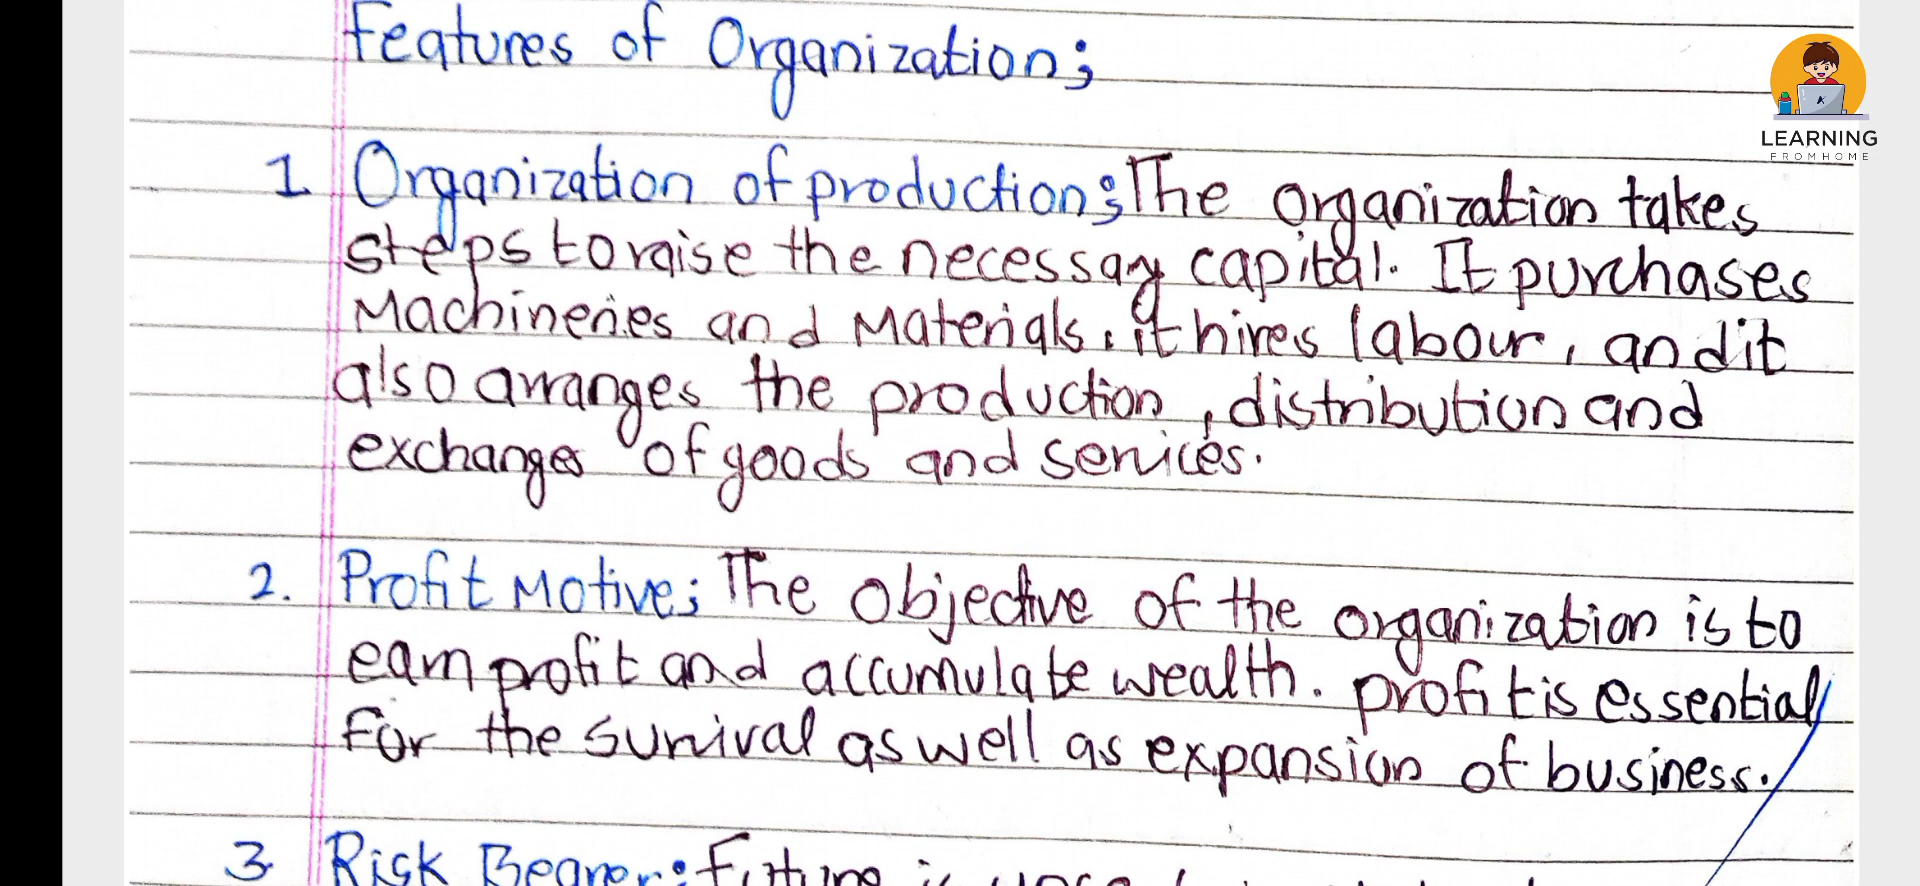 Features of Organization;
LEARNING
FROMHOME
1 Organization of production; The organization takes
steps to raise the necessary capital. It purchases
Machineries and Materials, it hires labour, and it
also arranges the production, distribution and
exchanges of goods and services.
2. Profit Motive; The objective of the organization is to
earn profit and accumulate wealth. profit is essential
for the survival as well as expansion of business.
3 Risk Bearer: Future is